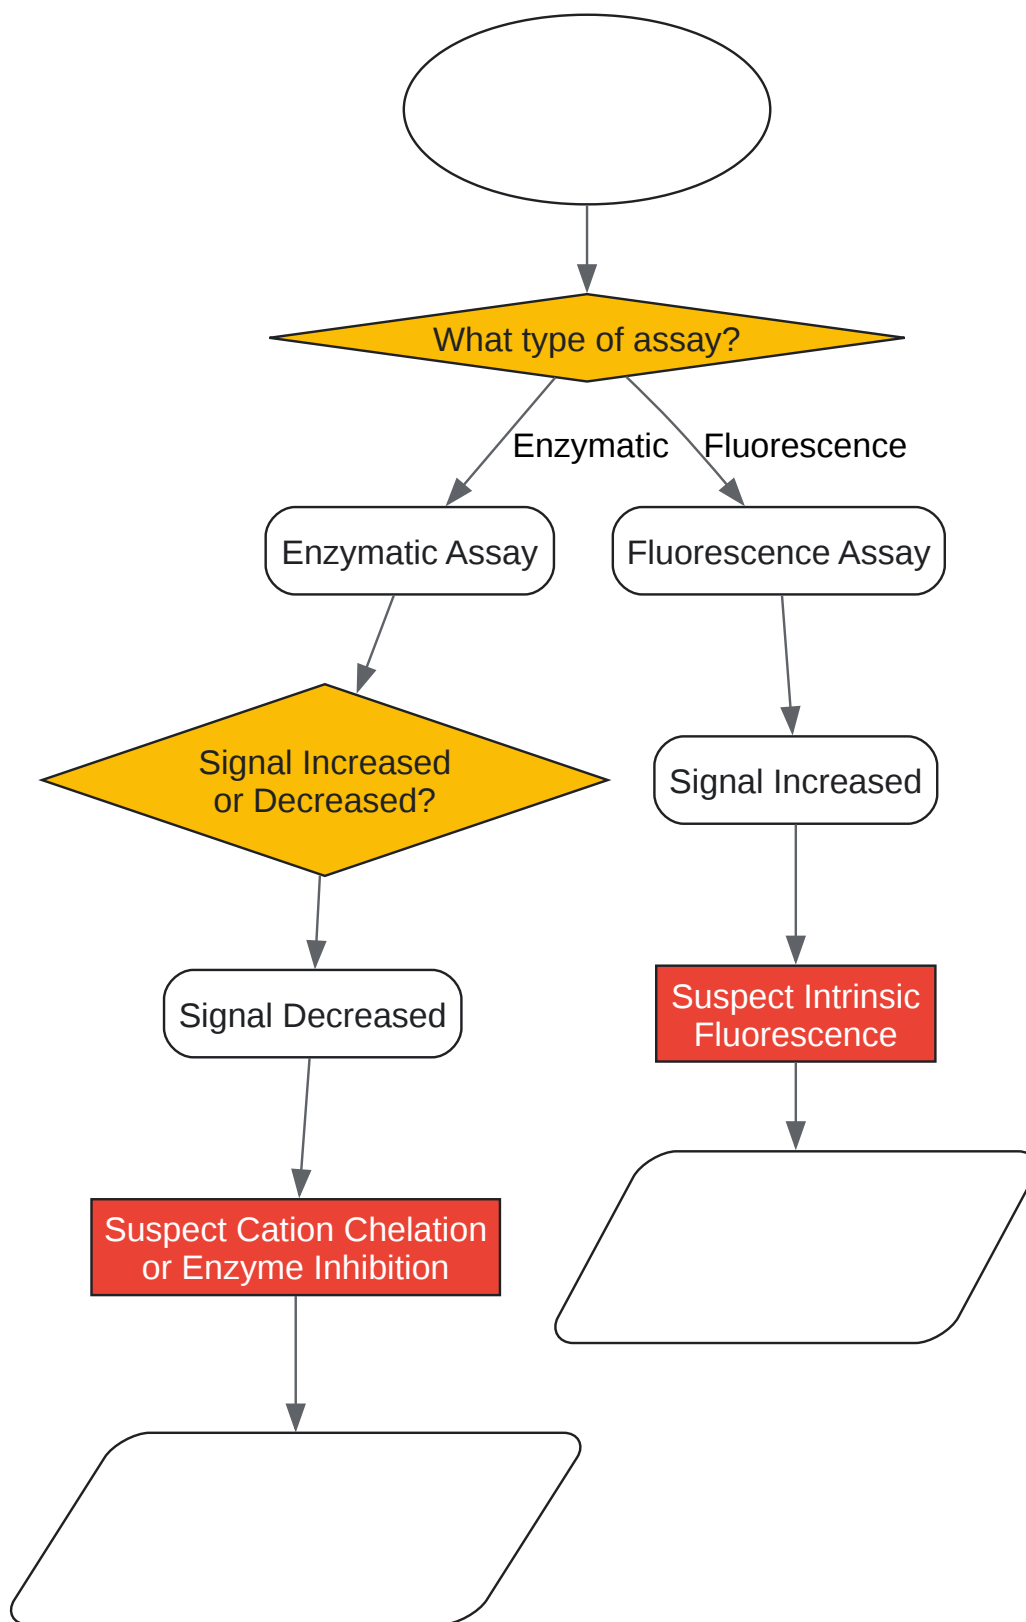 What type of assay?
Enzymatic
Fluorescence
Enzymatic Assay
Fluorescence Assay
Signal Increased
or Decreased?
Signal Increased
Signal Decreased
Suspect Intrinsic
Fluorescence
Suspect Cation Chelation
or Enzyme Inhibition